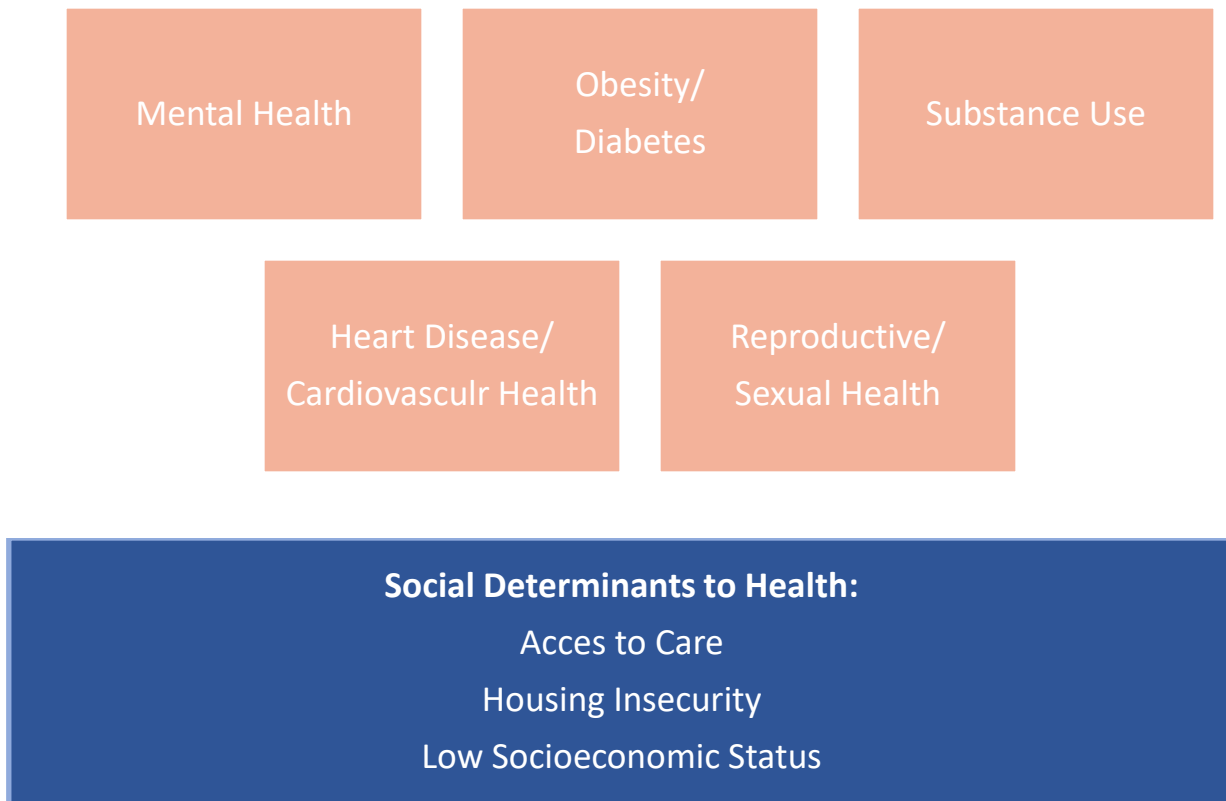 Mental Health
Obesity/
Diabetes
Substance Use
Heart Disease/
Cardiovasculr Health
Reproductive/
Sexual Health
Social Determinants to Health:
Acces to Care
Housing Insecurity
Low Socioeconomic Status